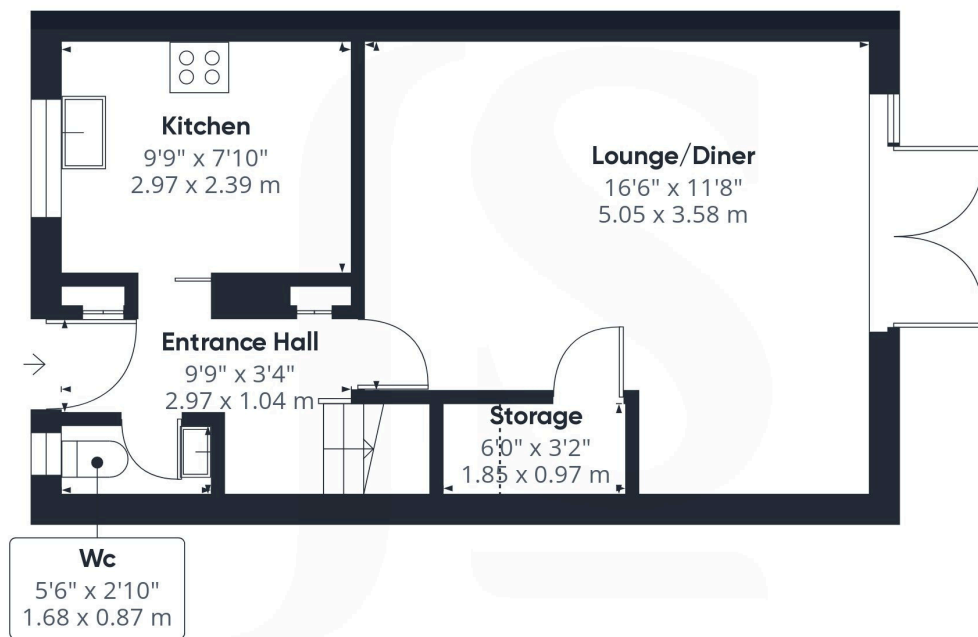 Kitchen
9'9" x 7'10"
2.97 x 2.39 m
Lounge/Diner
16'6" x 11'8"
5.05 x 3.58 m
Entrance Hall
9'9" x 3'4"
2.97 x 1.04 m
Storage
6'0" x 3'2"
1.85 x 0.97 m
Wc
5'6" x 2'10"
1.68 x 0.87 m